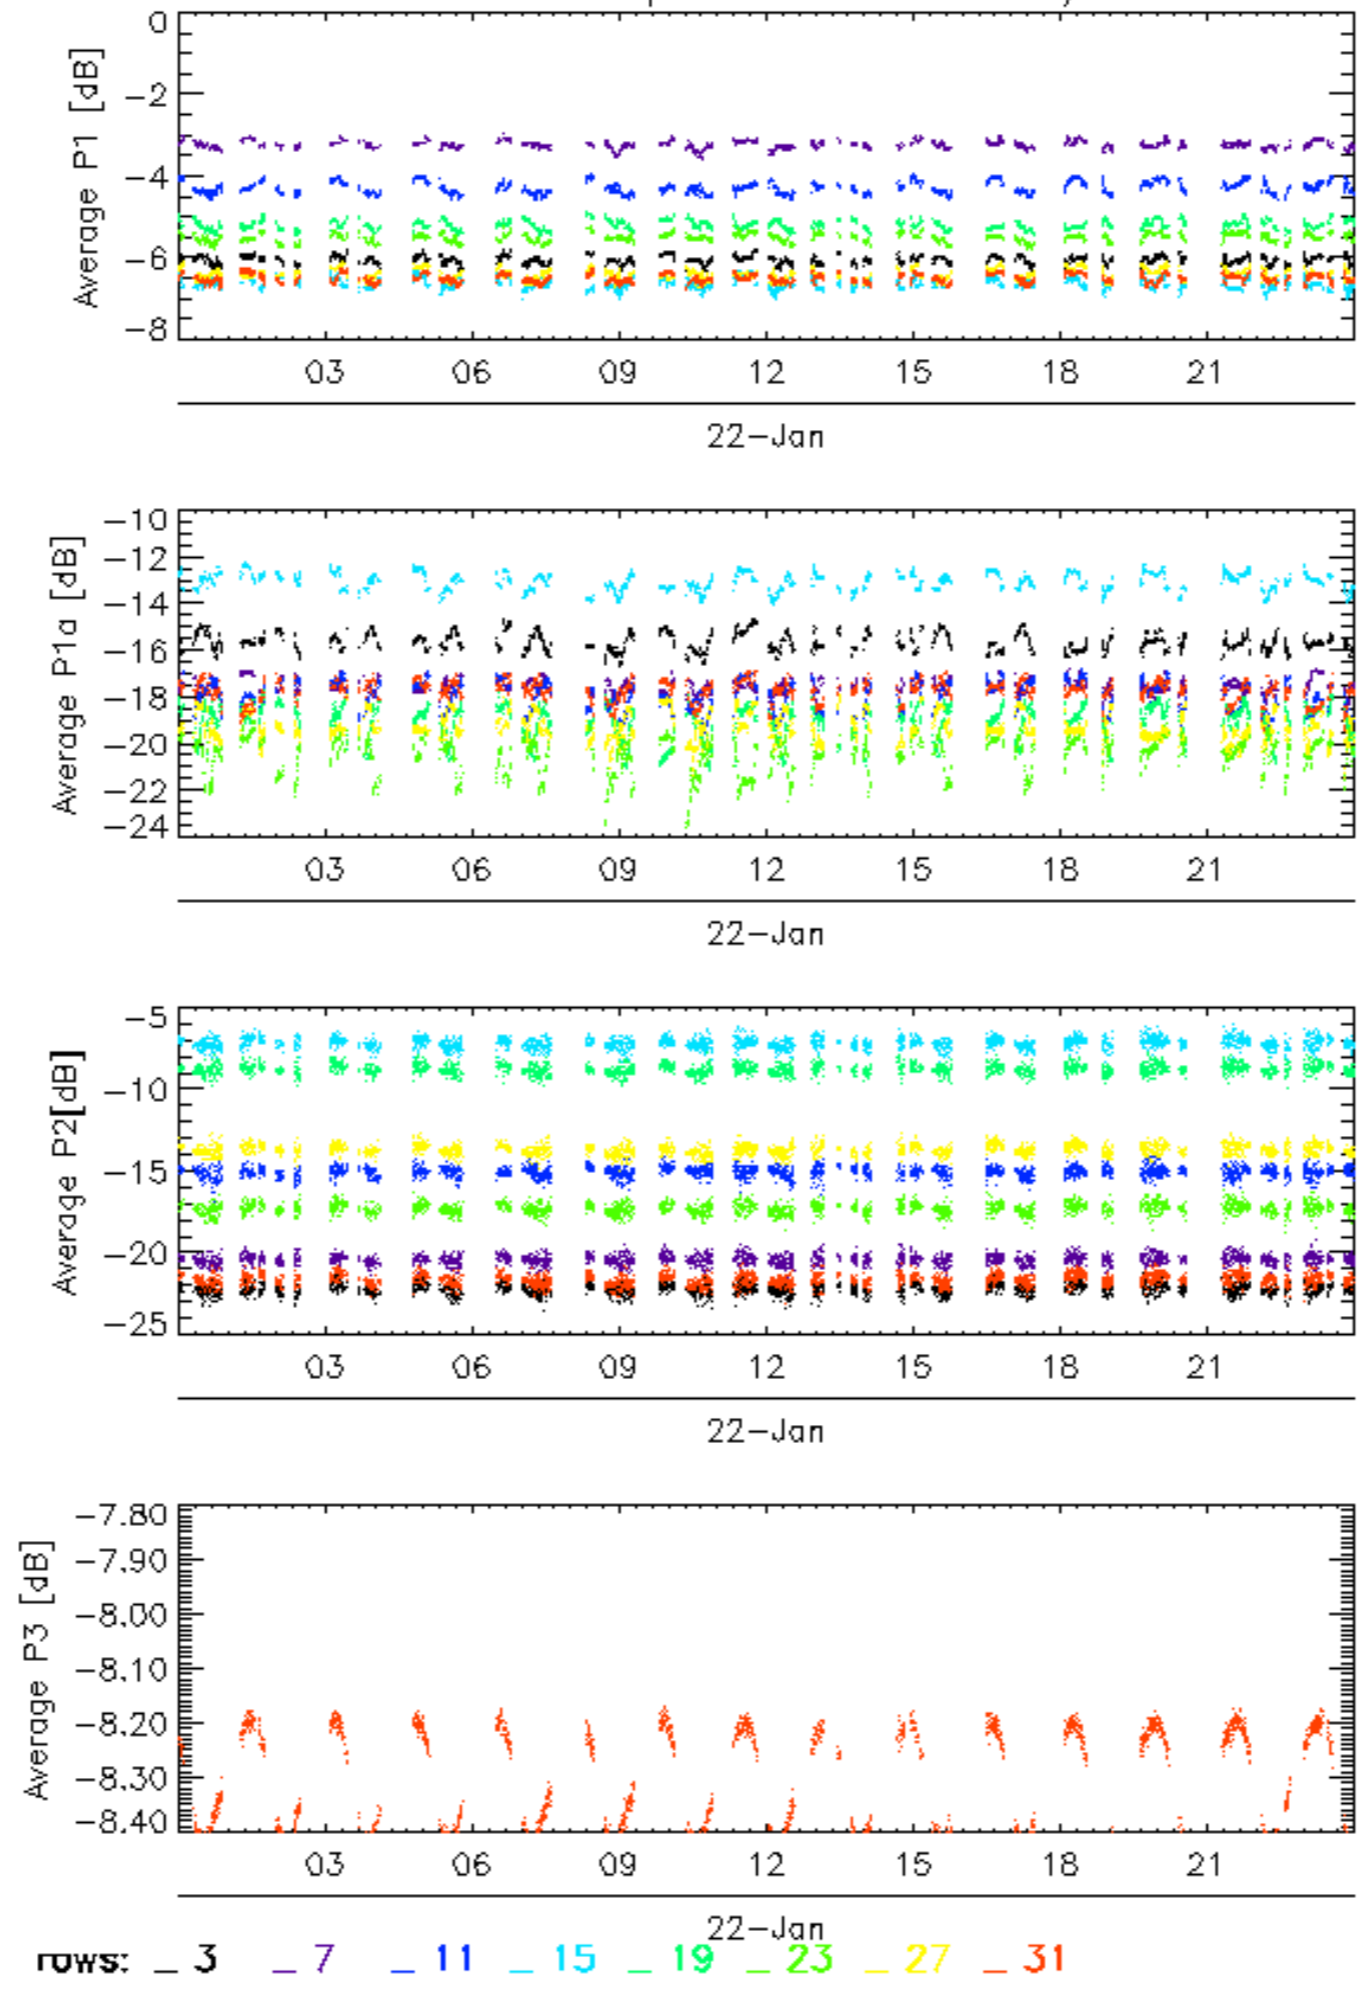 0
-2
-4
-6
-8
Average P1 [dB]
03 06 09 12 15 18 21
22-Jan
-10
-12
-14
-16
-18
-20
-22
-24
Average P1a [dB]
03 06 09 12 15 18 21
22-Jan
-5
-10
-15
-20
-25
Average P2[dB]
03 06 09 12 15 18 21
22-Jan
-7.80
-7.90
-8.00
-8.10
-8.20
-8.30
-8.40
Average P3 [dB]
03 06 09 12 15 18 21
22-Jan
rows: _ 3 _ 7 _ 11 _ 15 _ 19 _ 23 _ 27 _ 31